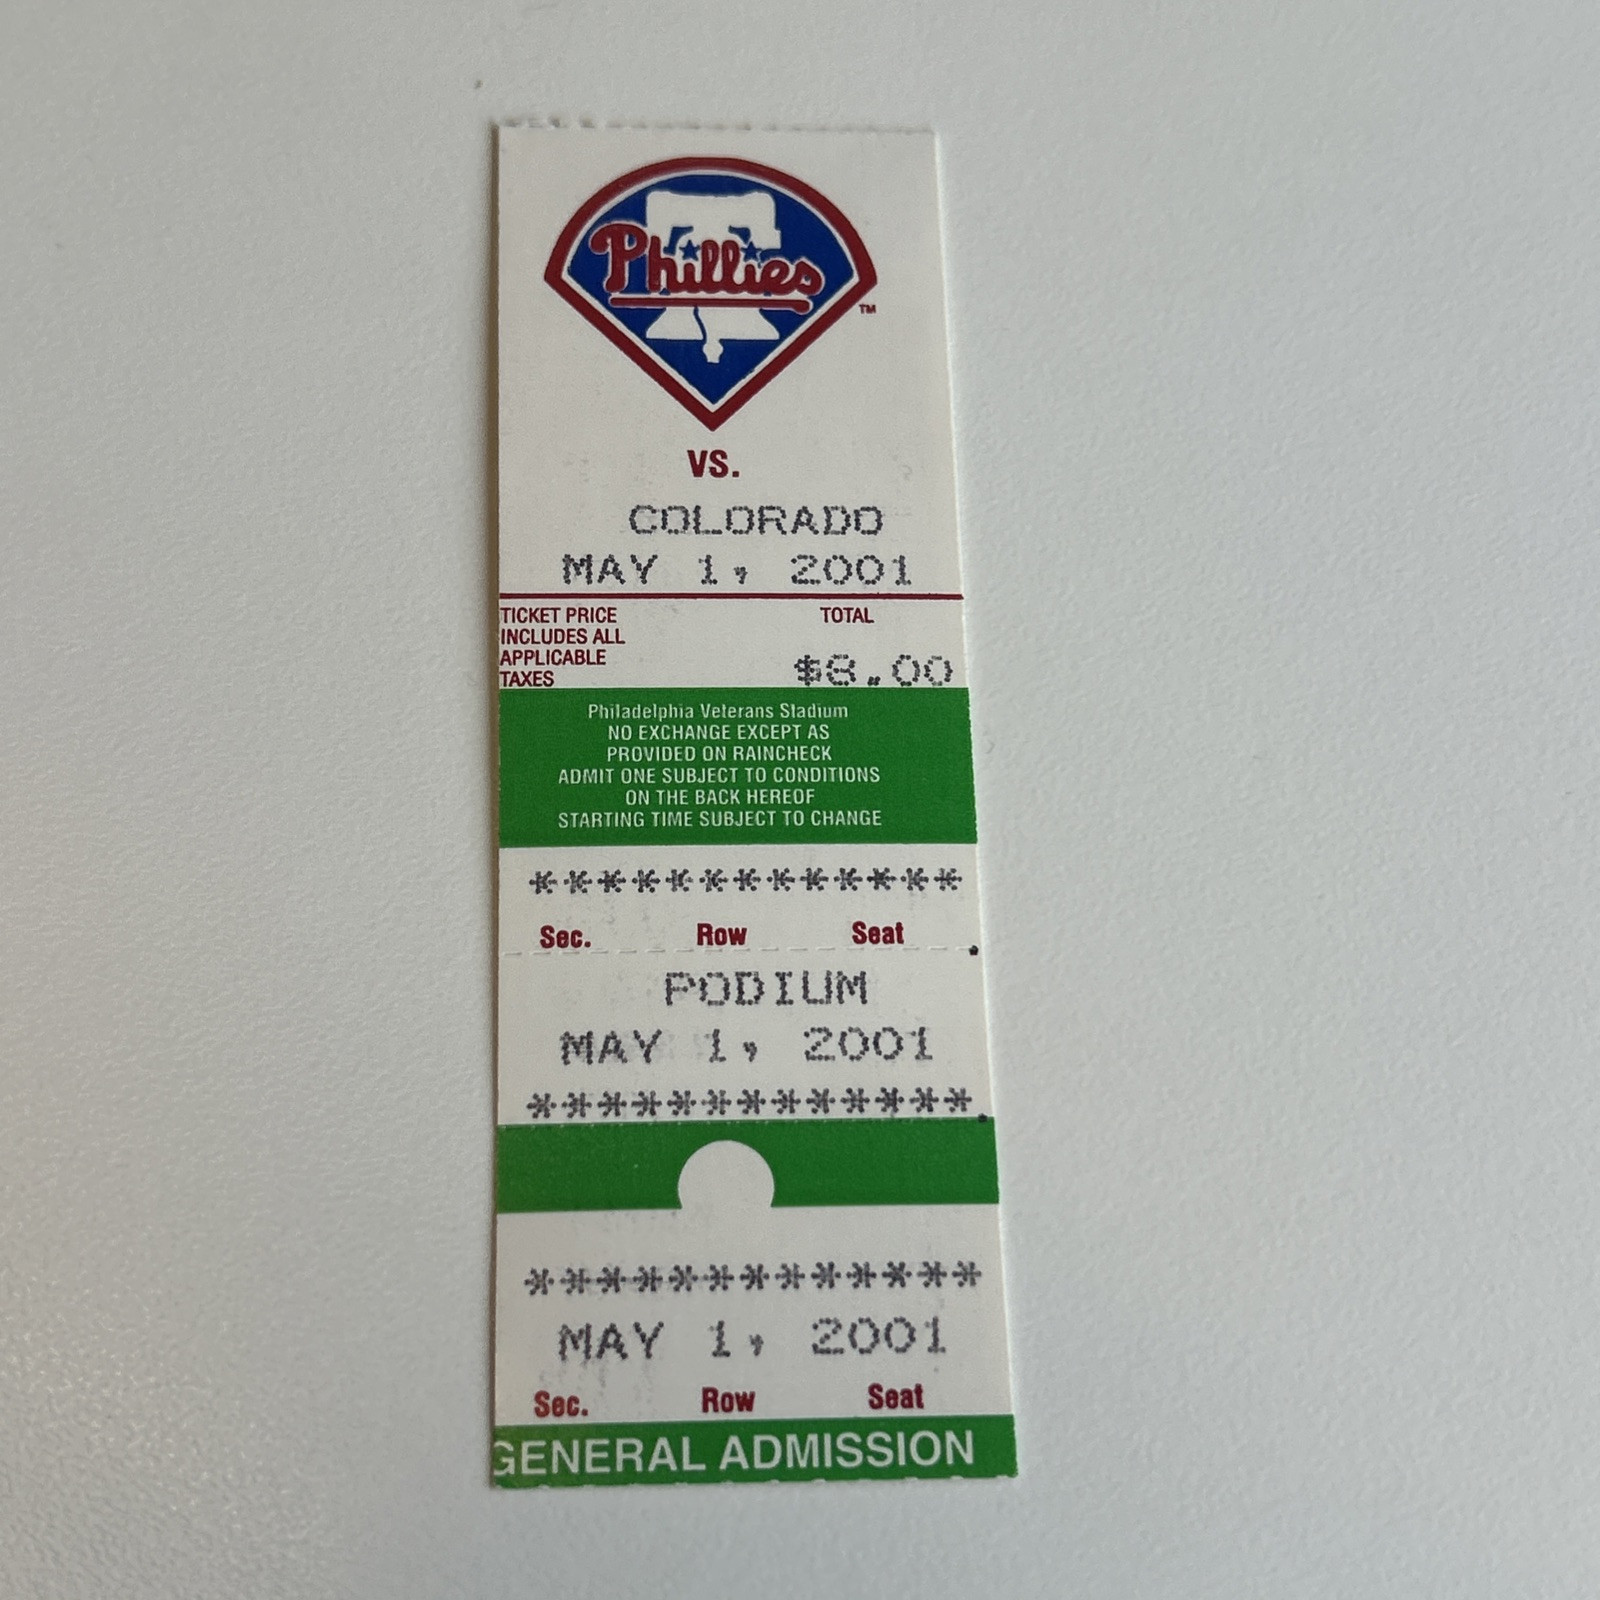 Phillies
TM
VS.
COLORADO
MAY 1, 2001
TICKET PRICE
INCLUDES ALL
APPLICABLE
TAXES
TOTAL
$8.00
Philadelphia Veterans Stadium
NO EXCHANGE EXCEPT AS
PROVIDED ON RAINCHECK
ADMIT ONE SUBJECT TO CONDITIONS
ON THE BACK HEREOF
STARTING TIME SUBJECT TO CHANGE
*************
Sec. Row Seat
PODIUM
MAY 1, 2001
*************
*************
MAY 1, 2001
Sec. Row Seat
GENERAL ADMISSION